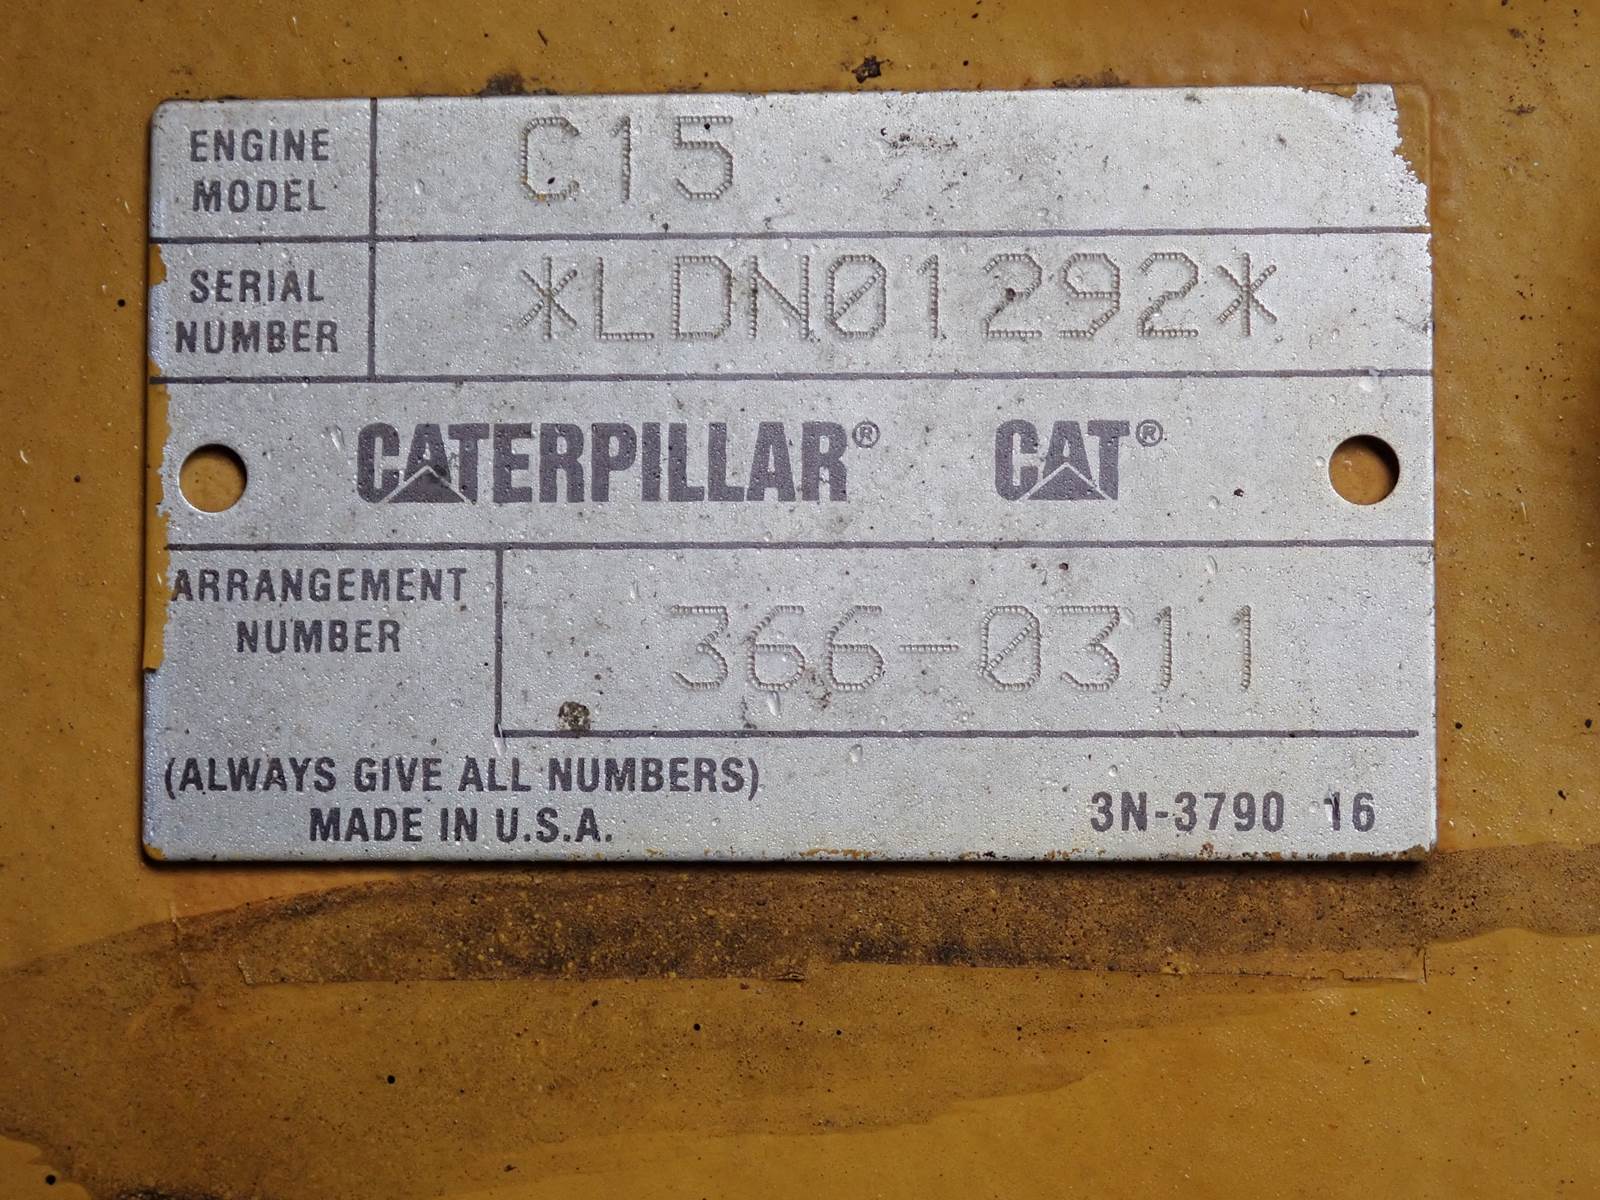 ENGINE MODEL C15
SERIAL NUMBER *LDN01292*
CATERPILLAR® CAT®
ARRANGEMENT NUMBER 366-0311
(ALWAYS GIVE ALL NUMBERS)
MADE IN U.S.A. 3N-3790 16